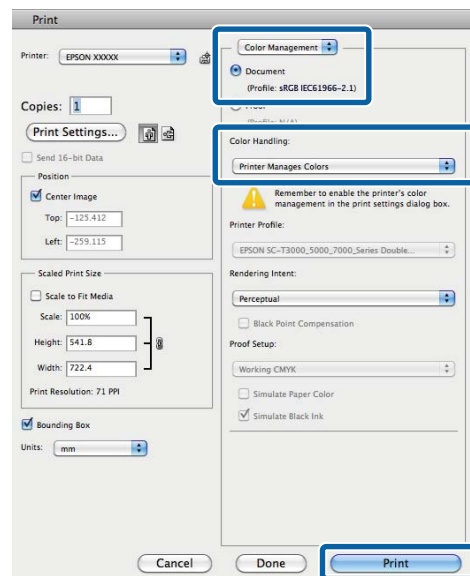 Print
Printer:
EPSON XXXXX
Copies:
1
Print Settings...
Send 16-bit Data
Position
Center Image
Top:
-125.412
Left:
-259.115
Scaled Print Size
Scale to Fit Media
Scale:
100%
Height:
541.8
Width:
722.4
Print Resolution: 71 PPI
Bounding Box
Units:
mm
Color Management
Document
(Profile: sRGB IEC61966-2.1)
(Profile: N/A)
Color Handling:
Printer Manages Colors
Remember to enable the printer's color
management in the print settings dialog box.
Printer Profile:
EPSON SC-T3000_5000_7000_Series Double...
Rendering Intent:
Perceptual
Black Point Compensation
Proof Setup:
Working CMYK
Simulate Paper Color
Simulate Black Ink
Cancel
Done
Print